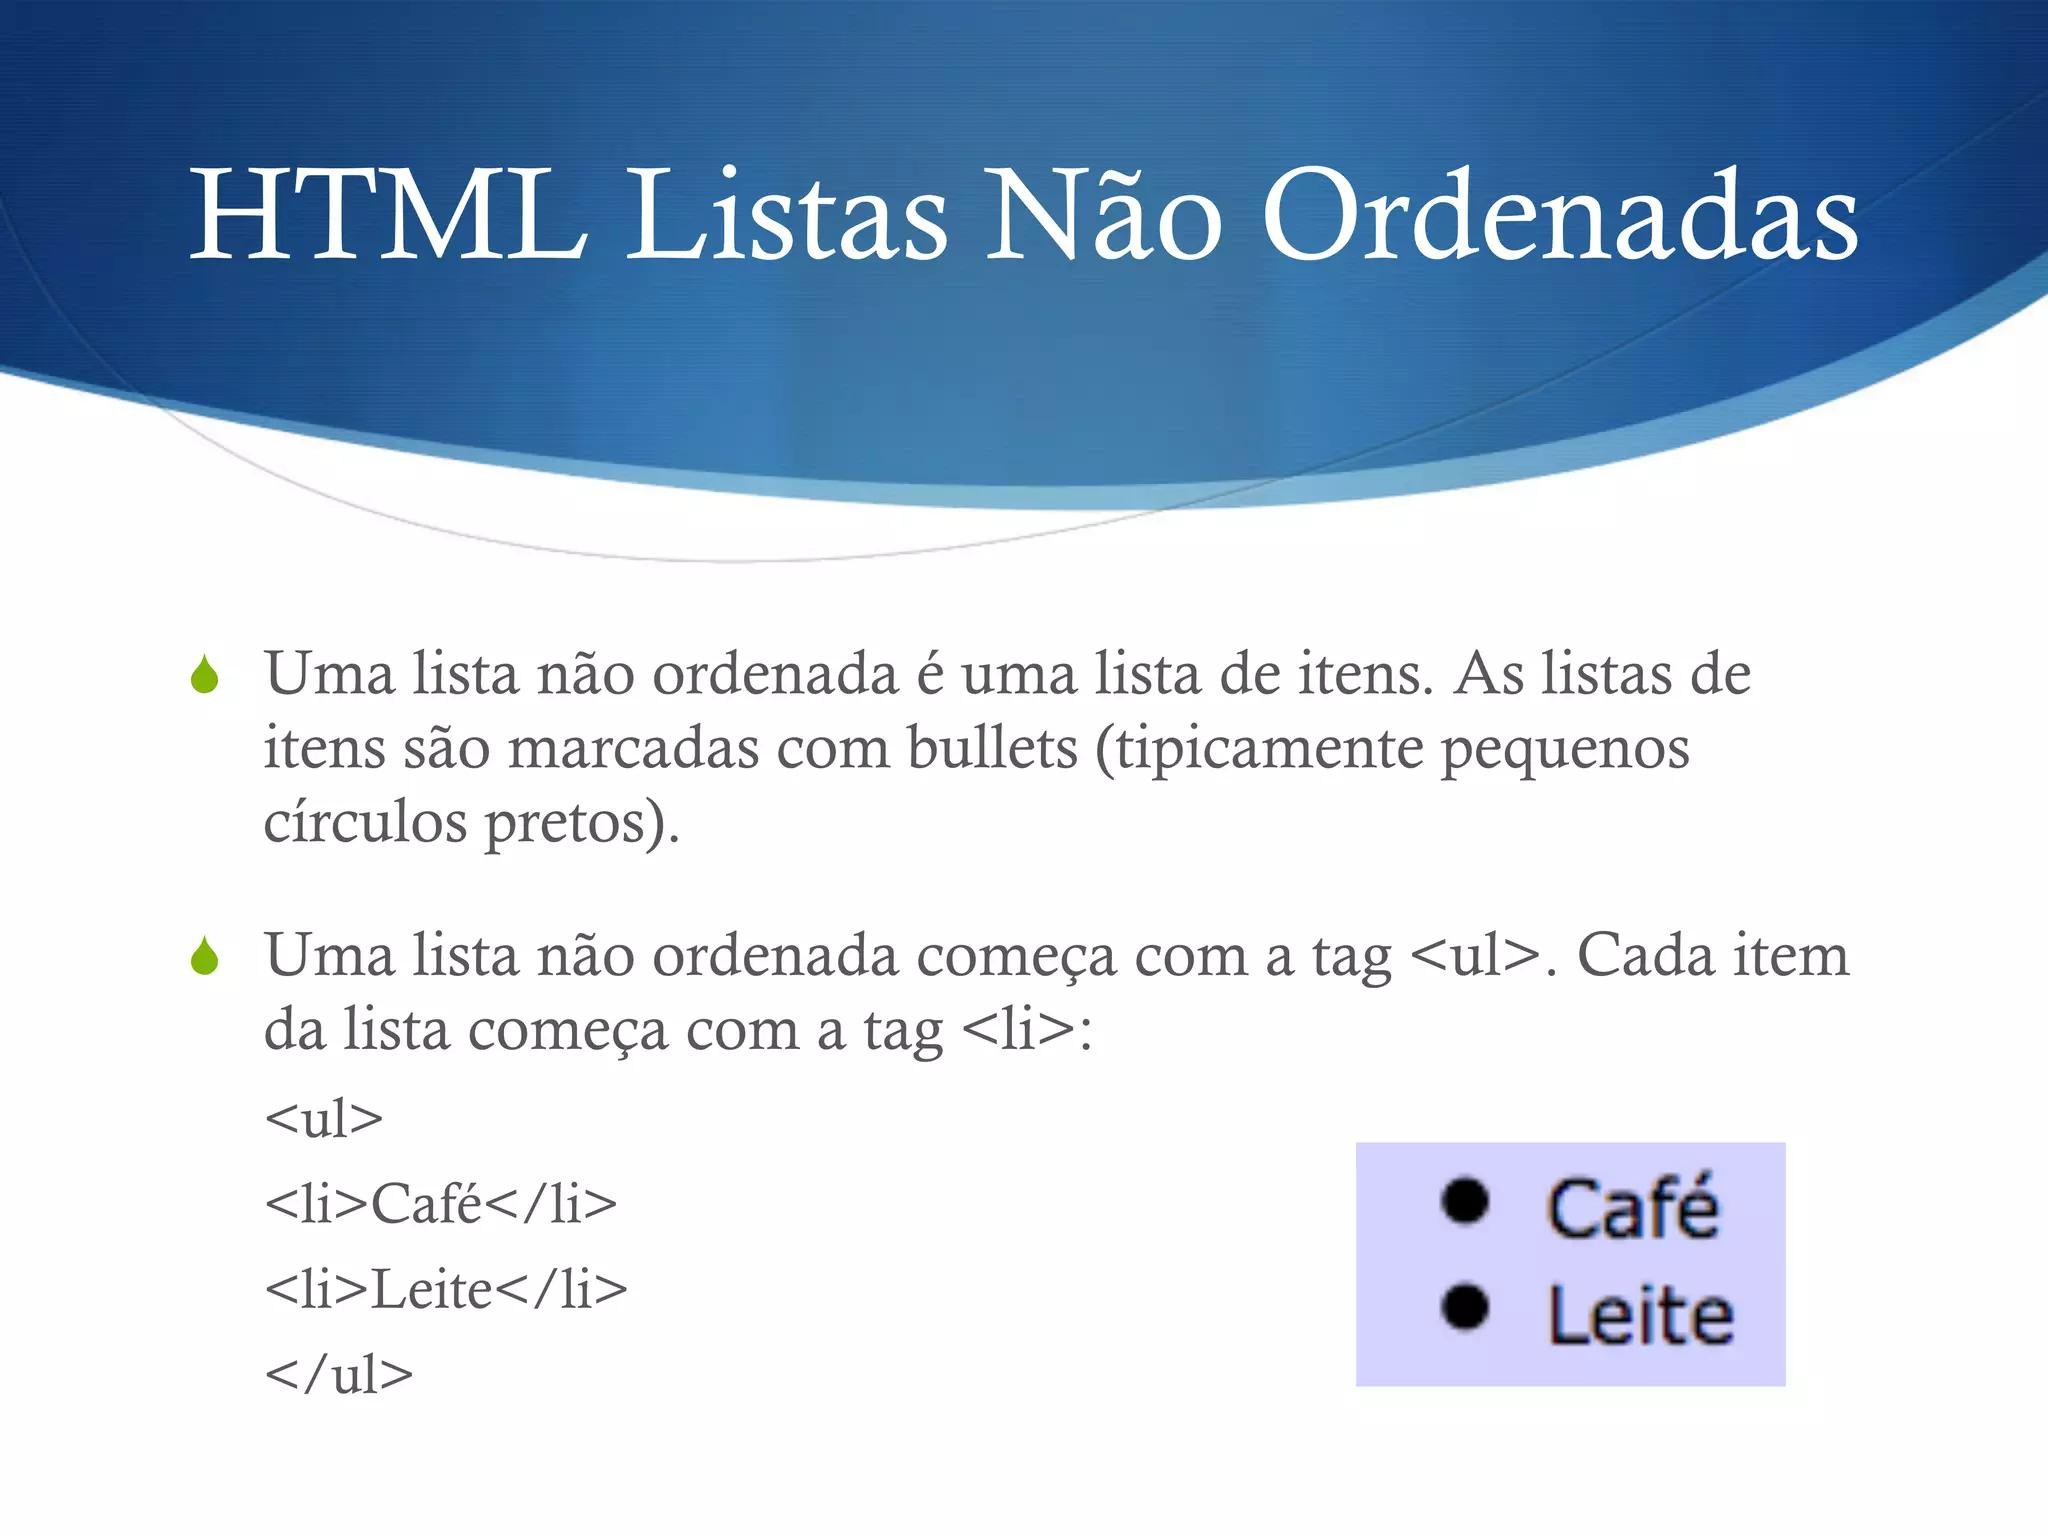 HTML Listas Não Ordenadas
Uma lista não ordenada é uma lista de itens. As listas de
itens são marcadas com bullets (tipicamente pequenos
círculos pretos).
Uma lista não ordenada começa com a tag <ul>. Cada item
da lista começa com a tag <li>:
<ul>
<li>Café</li>
<li>Leite</li>
</ul>
• Café
• Leite